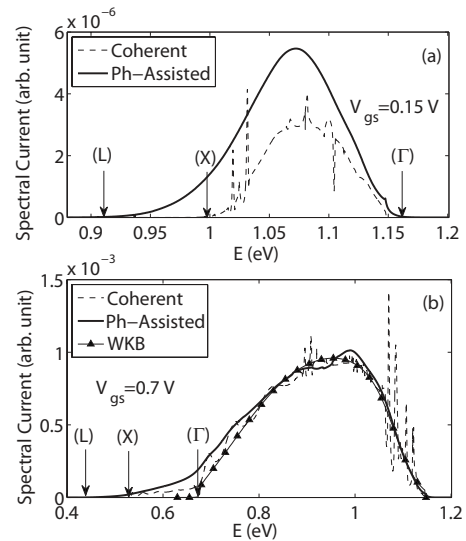 x 10⁻⁶
6
4
2
0
Spectral Current (arb. unit)
Coherent
Ph−Assisted
(a)
V_gs=0.15 V
(L)
(X)
(Γ)
0.9 0.95 1 1.05 1.1 1.15 1.2
E (eV)
x 10⁻³
1.5
1
0.5
0
Spectral Current (arb. unit)
Coherent
Ph−Assisted
WKB
(b)
V_gs=0.7 V
(L)
(X)
(Γ)
0.4 0.6 0.8 1 1.2
E (eV)